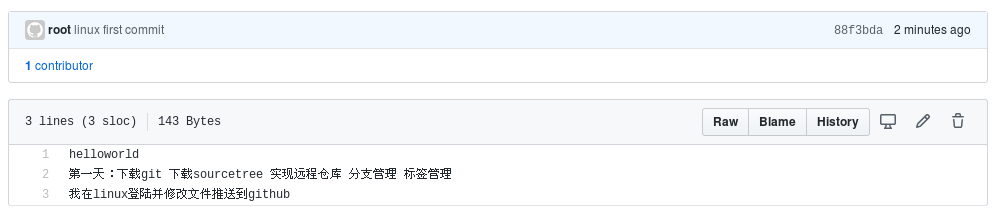 root linux first commit 88f3bda 2 minutes ago
1 contributor
3 lines (3 sloc) 143 Bytes Raw Blame History
1 helloworld
2 第一天：下载git 下载sourcetree 实现远程仓库 分支管理 标签管理
3 我在linux登陆并修改文件推送到github